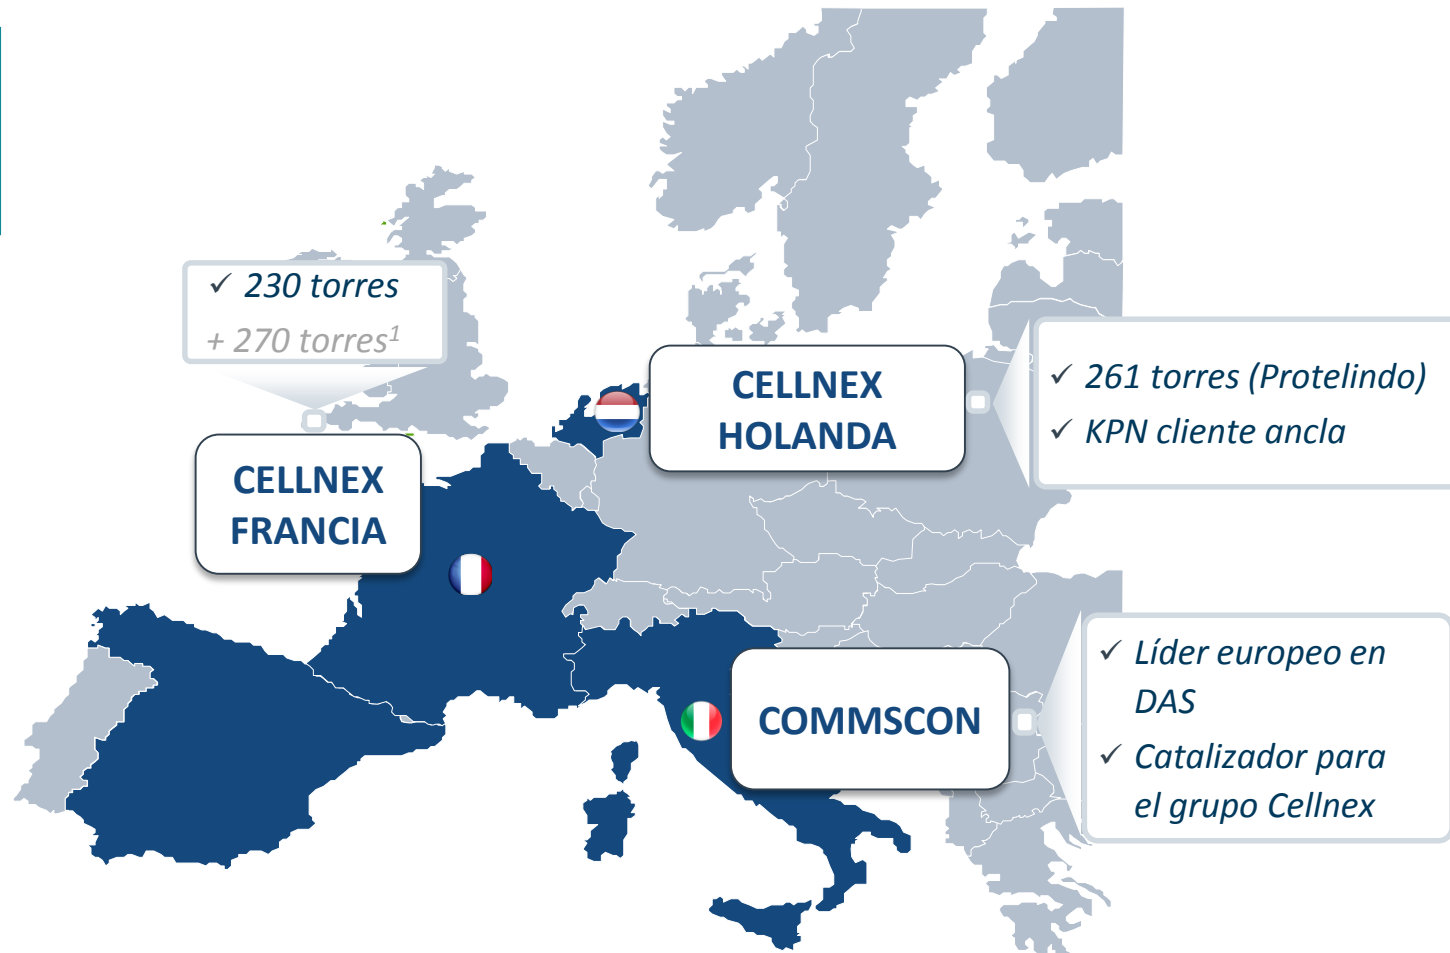 ✓ 230 torres
+ 270 torres¹
CELLNEX
FRANCIA
CELLNEX
HOLANDA
✓ 261 torres (Protelindo)
✓ KPN cliente ancla
COMMSCON
✓ Líder europeo en
DAS
✓ Catalizador para
el grupo Cellnex